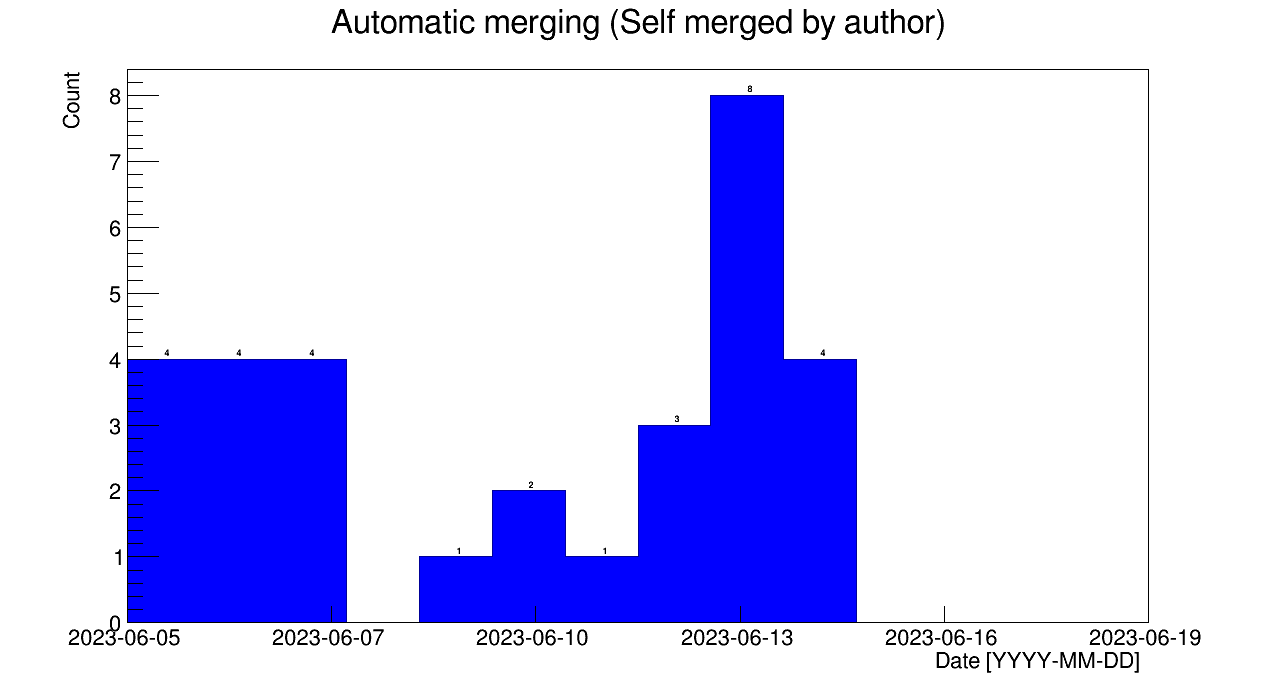 Automatic merging (Self merged by author)
Count
8
7
6
5
4
3
2
1
0
4 4 4 1 2 1 3 8 4
2023-06-05 2023-06-07 2023-06-10 2023-06-13 2023-06-16 2023-06-19
Date [YYYY-MM-DD]